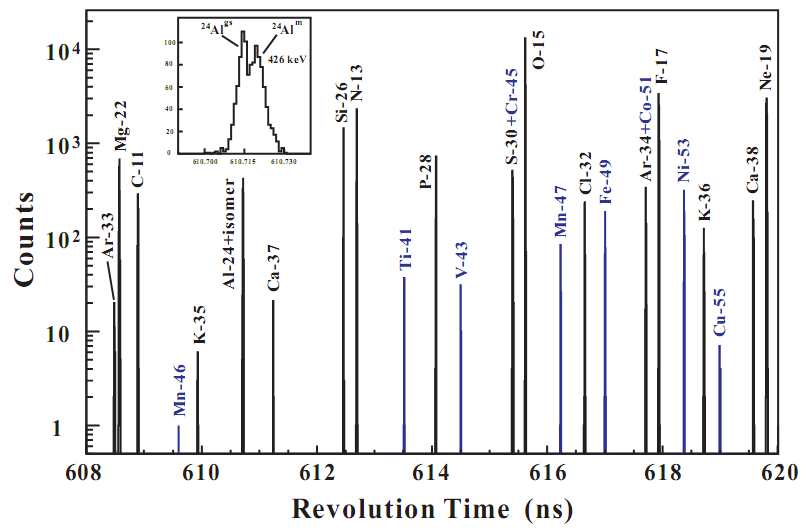 Counts
10⁴
10³
10²
10
1
608
610
612
614
616
618
620
Revolution Time (ns)
Ar-33
Mg-22
C-11
Mn-46
K-35
Al-24+isomer
Ca-37
Si-26
N-13
Ti-41
P-28
V-43
S-30+Cr-45
O-15
Mn-47
Cl-32
Fe-49
Ar-34+Co-51
F-17
Ni-53
K-36
Cu-55
Ca-38
Ne-19
²⁴Alᵍˢ
²⁴Alᵐ
426 keV
100
80
60
40
20
0
610.700
610.715
610.730